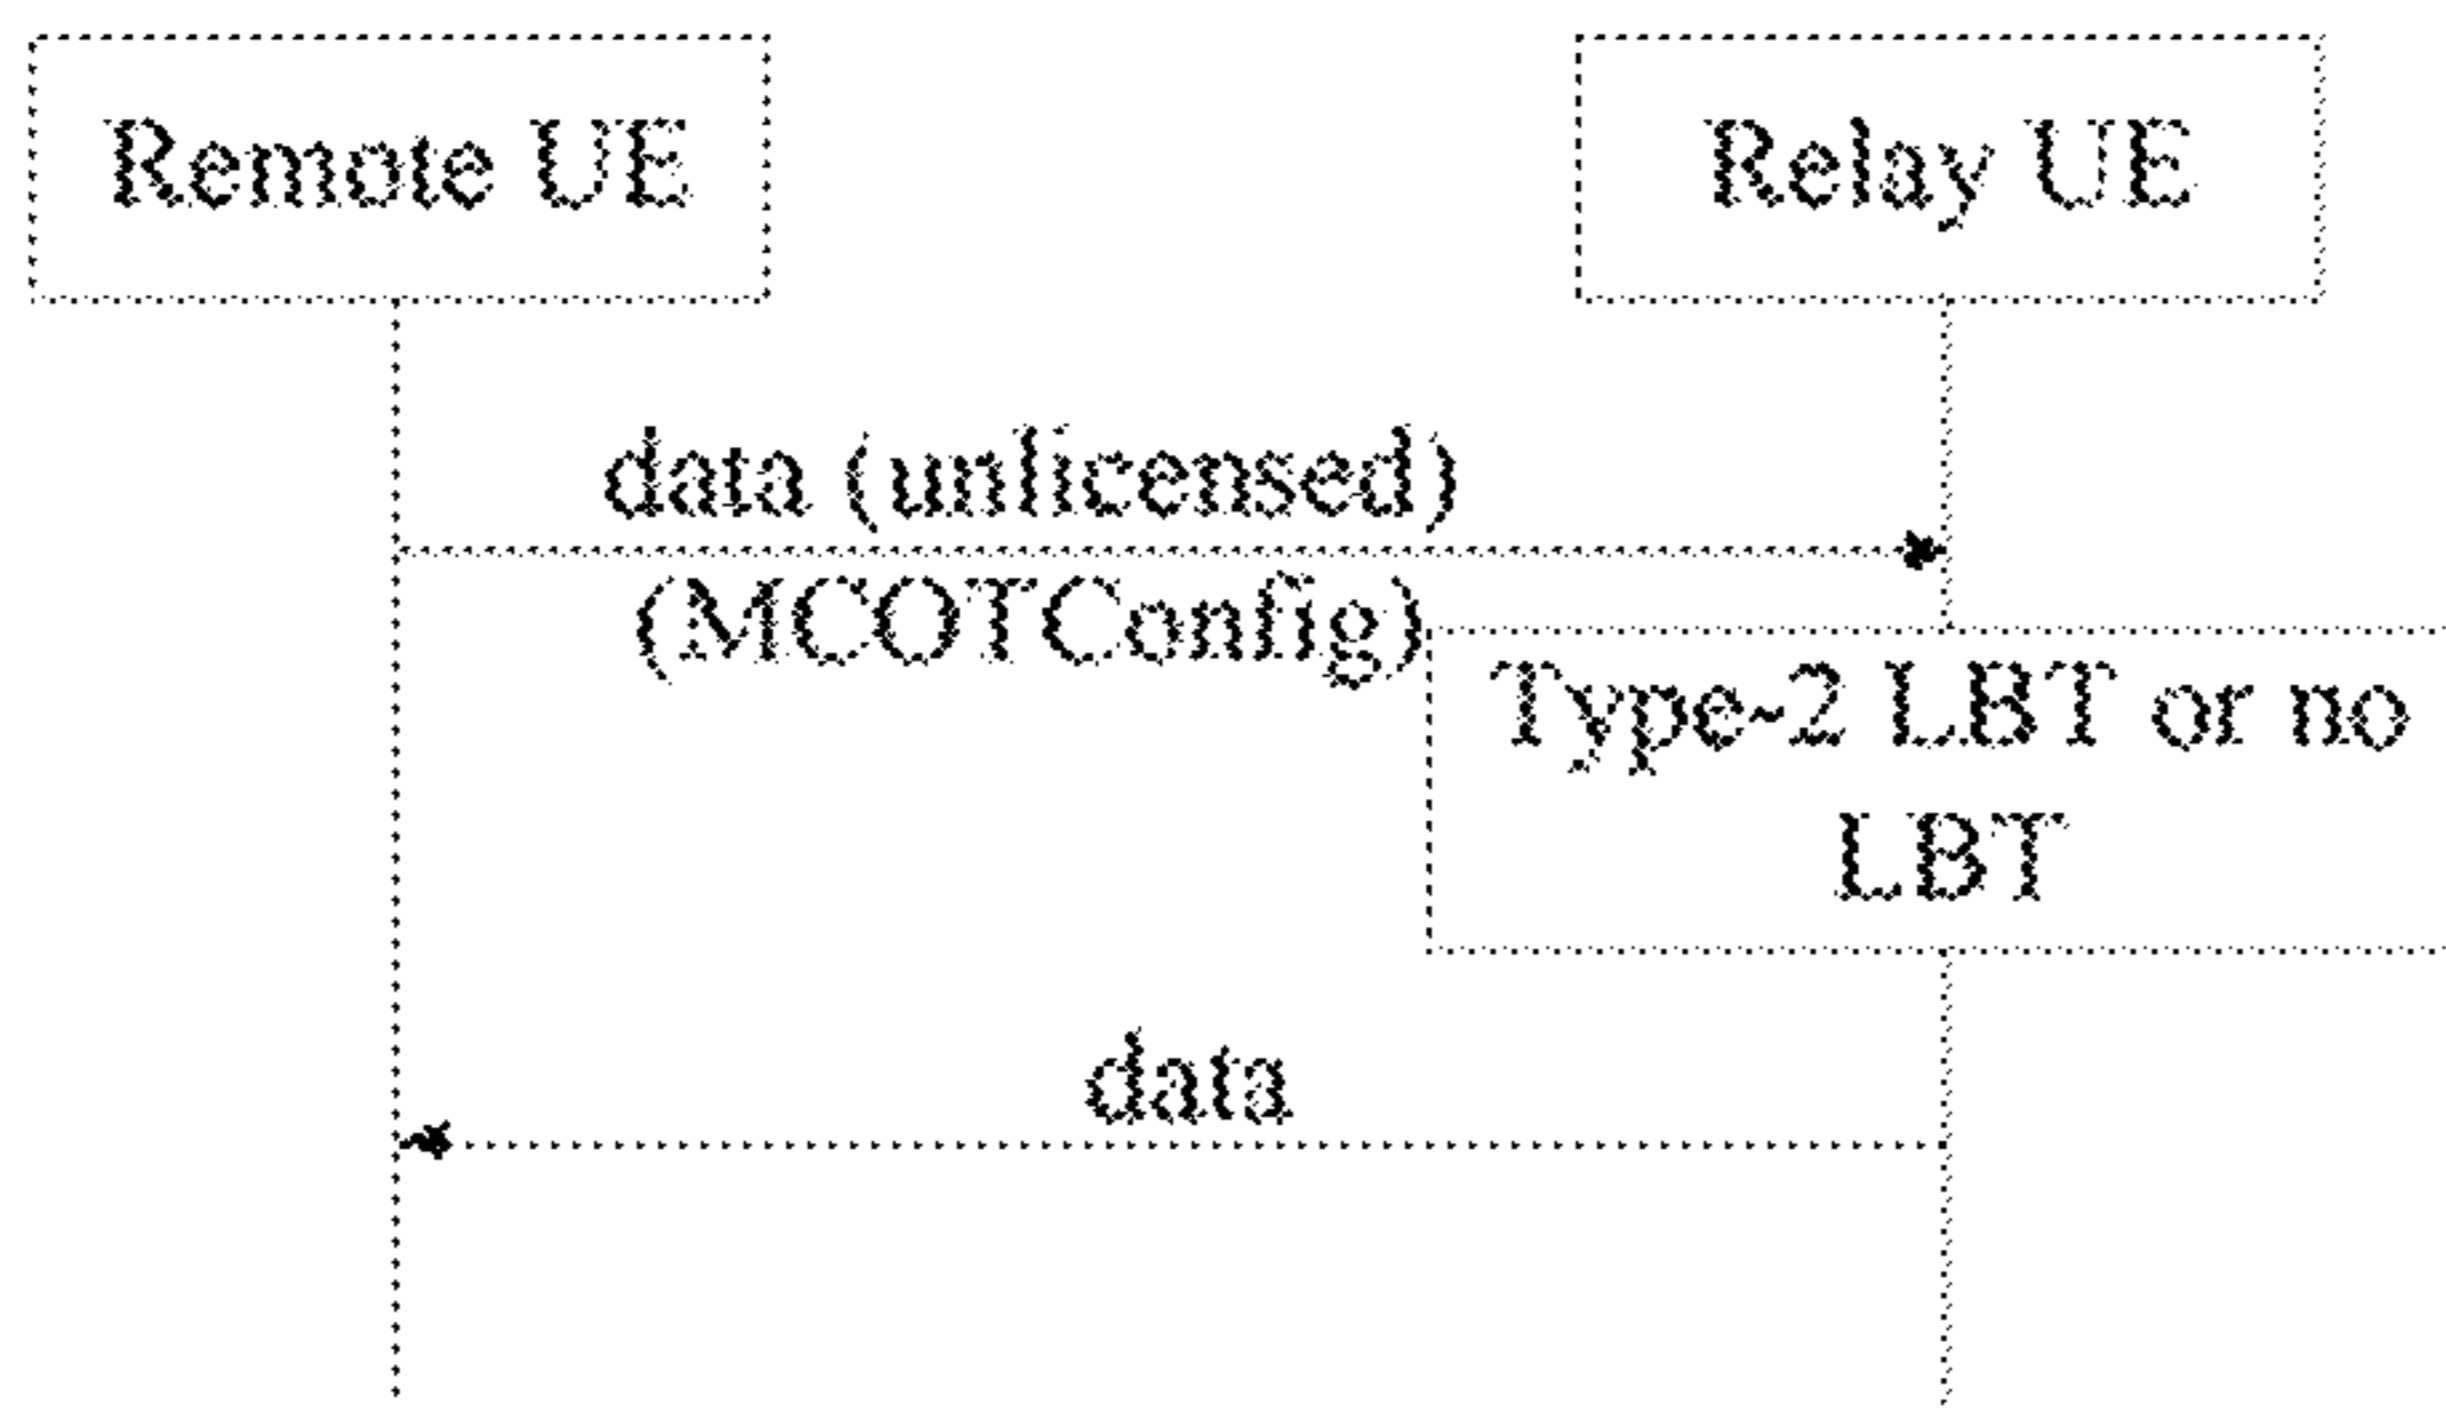 Remote UE
Relay UE
data (unlicensed)
(MCOTConfig)
Type-2 LBT or no
LBT
data